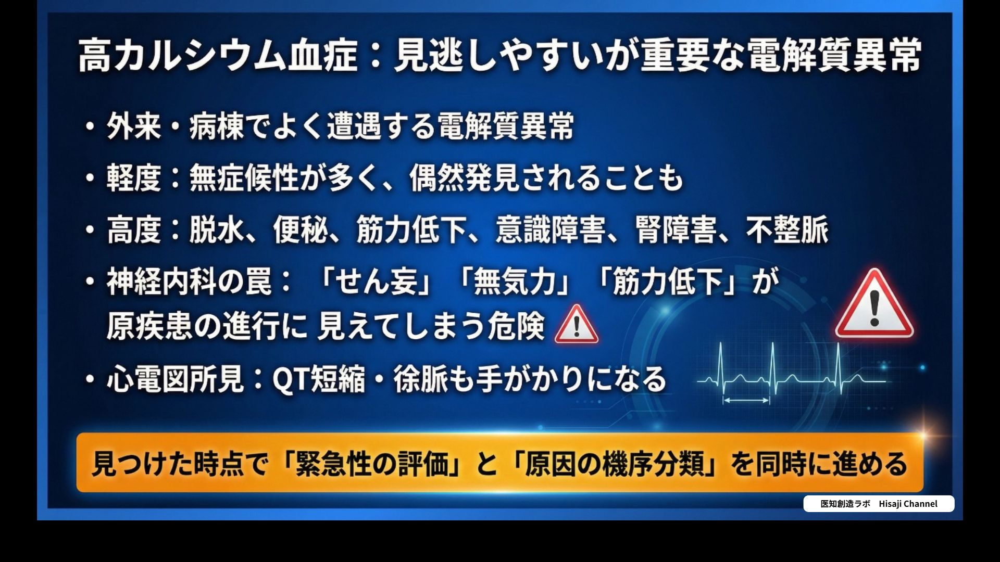 高カルシウム血症：見逃しやすいが重要な電解質異常
・外来・病棟でよく遭遇する電解質異常
・軽度：無症候性が多く、偶然発見されることも
・高度：脱水、便秘、筋力低下、意識障害、腎障害、不整脈
・神経内科の罠：「せん妄」「無気力」「筋力低下」が
原疾患の進行に 見えてしまう危険
・心電図所見：QT短縮・徐脈も手がかりになる
見つけた時点で「緊急性の評価」と「原因の機序分類」を同時に進める
医知創造ラボ　Hisaji Channel